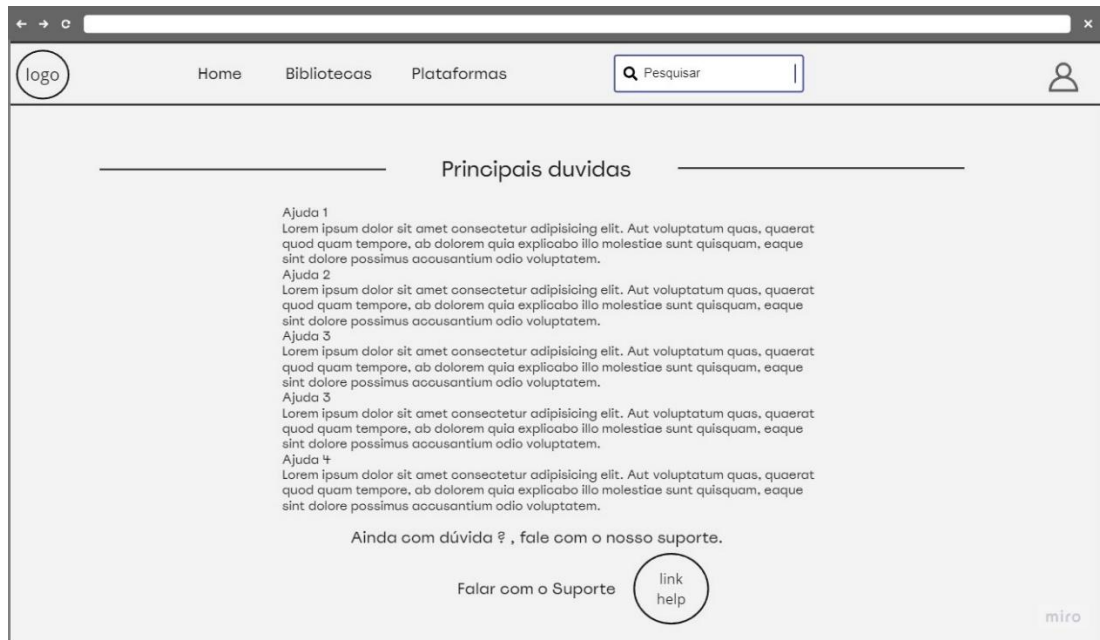 logo
Home Bibliotecas Plataformas Pesquisar
Principais duvidas
Ajuda 1
Lorem ipsum dolor sit amet consectetur adipisicing elit. Aut voluptatum quas, quaerat
quod quam tempore, ab dolorem quia explicabo illo molestiae sunt quisquam, eaque
sint dolore possimus accusantium odio voluptatem.
Ajuda 2
Lorem ipsum dolor sit amet consectetur adipisicing elit. Aut voluptatum quas, quaerat
quod quam tempore, ab dolorem quia explicabo illo molestiae sunt quisquam, eaque
sint dolore possimus accusantium odio voluptatem.
Ajuda 3
Lorem ipsum dolor sit amet consectetur adipisicing elit. Aut voluptatum quas, quaerat
quod quam tempore, ab dolorem quia explicabo illo molestiae sunt quisquam, eaque
sint dolore possimus accusantium odio voluptatem.
Ajuda 3
Lorem ipsum dolor sit amet consectetur adipisicing elit. Aut voluptatum quas, quaerat
quod quam tempore, ab dolorem quia explicabo illo molestiae sunt quisquam, eaque
sint dolore possimus accusantium odio voluptatem.
Ajuda 4
Lorem ipsum dolor sit amet consectetur adipisicing elit. Aut voluptatum quas, quaerat
quod quam tempore, ab dolorem quia explicabo illo molestiae sunt quisquam, eaque
sint dolore possimus accusantium odio voluptatem.
Ainda com dúvida ? , fale com o nosso suporte.
Falar com o Suporte
link
help
miro